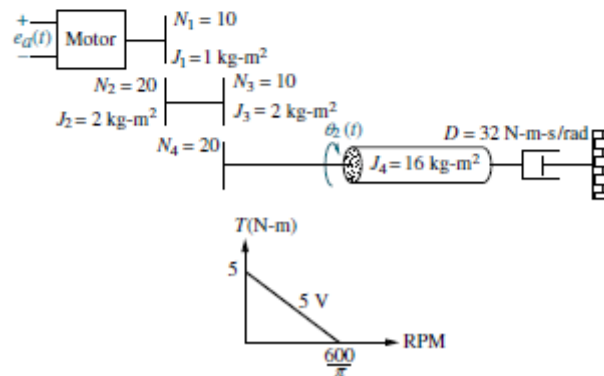 +
eₐ(t)
−
Motor
N₁ = 10
J₁ = 1 kg-m²
N₂ = 20
N₃ = 10
J₂ = 2 kg-m²
J₃ = 2 kg-m²
N₄ = 20
θ₂(t)
D = 32 N-m-s/rad
J₄ = 16 kg-m²
T(N-m)
5
5 V
RPM
600
π